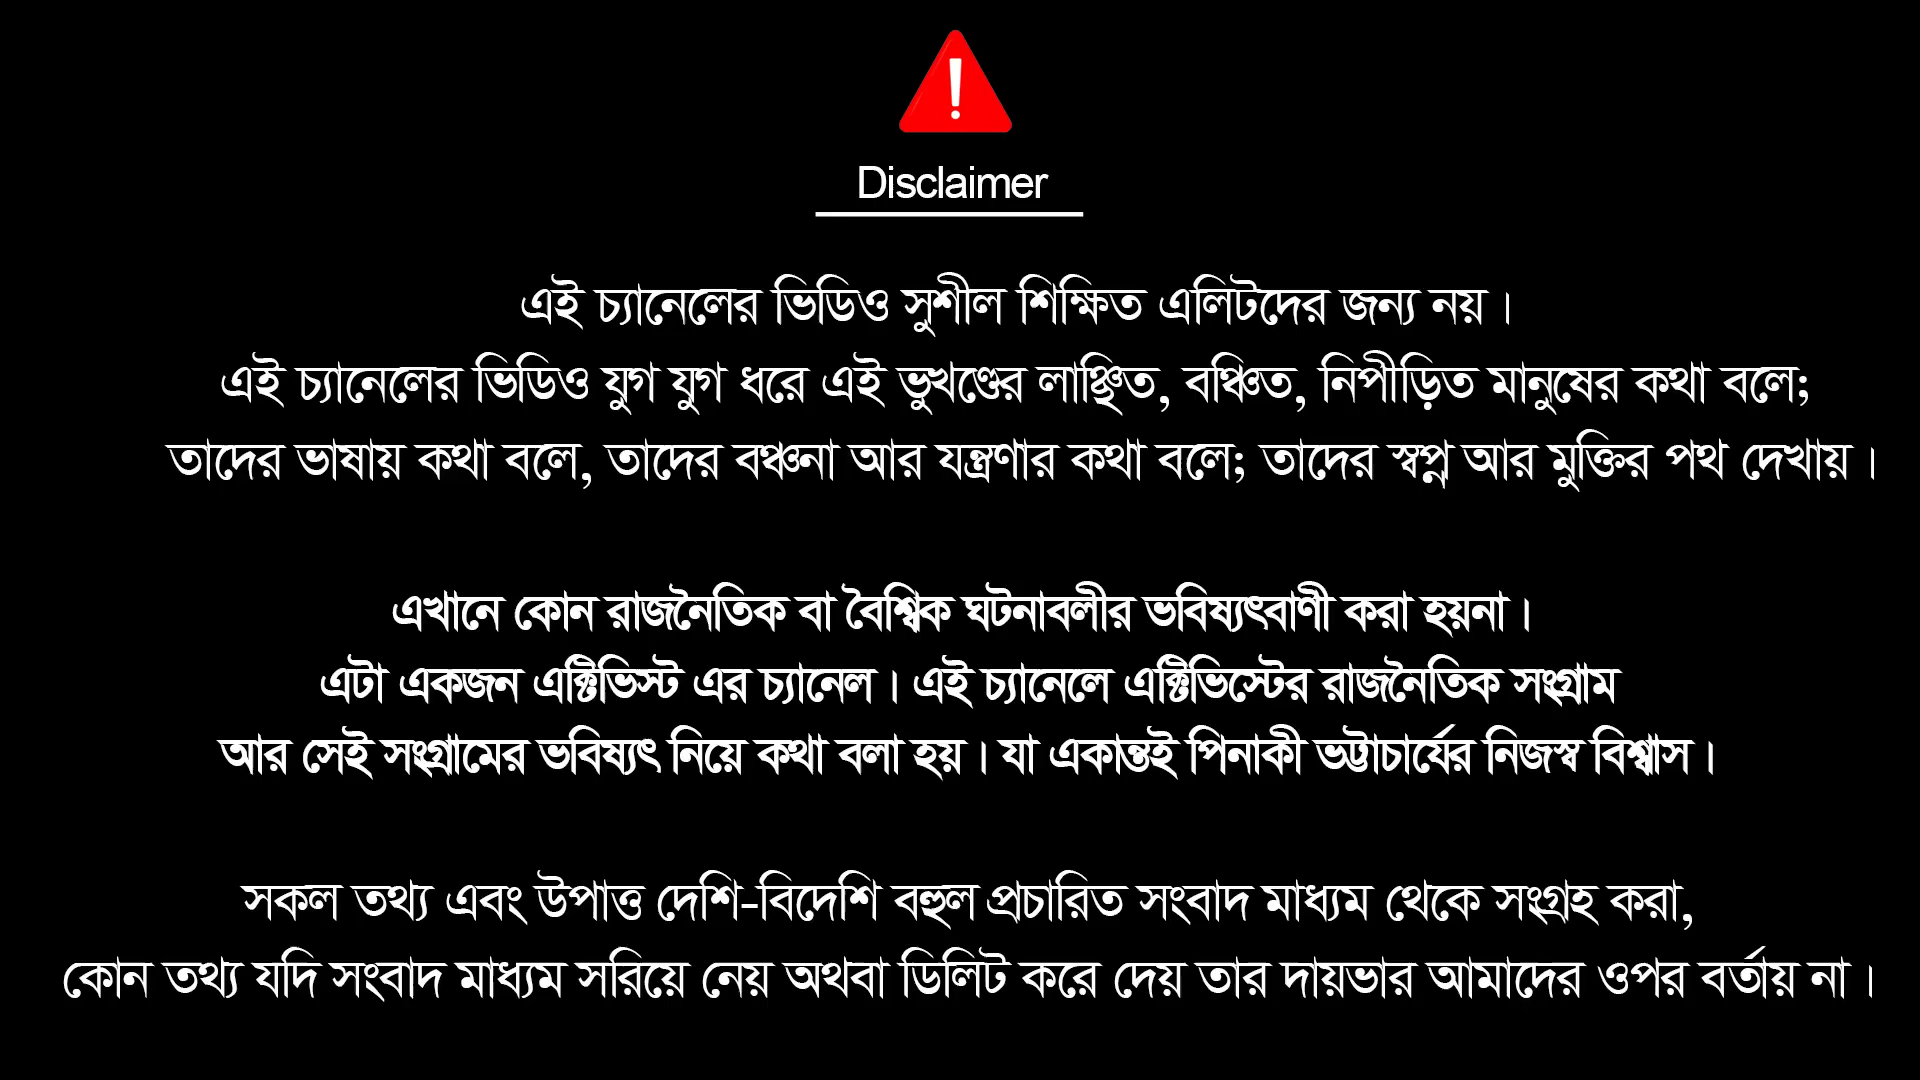 Disclaimer
এই চ্যানেলের ভিডিও সুশীল শিক্ষিত এলিটদের জন্য নয়।
এই চ্যানেলের ভিডিও যুগ যুগ ধরে এই ভুখণ্ডের লাঞ্ছিত, বঞ্চিত, নিপীড়িত মানুষের কথা বলে;
তাদের ভাষায় কথা বলে, তাদের বঞ্চনা আর যন্ত্রণার কথা বলে; তাদের স্বপ্ন আর মুক্তির পথ দেখায়।
এখানে কোন রাজনৈতিক বা বৈশ্বিক ঘটনাবলীর ভবিষ্যৎবাণী করা হয়না।
এটা একজন এক্টিভিস্ট এর চ্যানেল। এই চ্যানেলে এক্টিভিস্টের রাজনৈতিক সংগ্রাম
আর সেই সংগ্রামের ভবিষ্যৎ নিয়ে কথা বলা হয়। যা একান্তই পিনাকী ভট্টাচার্যের নিজস্ব বিশ্বাস।
সকল তথ্য এবং উপাত্ত দেশি-বিদেশি বহুল প্রচারিত সংবাদ মাধ্যম থেকে সংগ্রহ করা,
কোন তথ্য যদি সংবাদ মাধ্যম সরিয়ে নেয় অথবা ডিলিট করে দেয় তার দায়ভার আমাদের ওপর বর্তায় না।